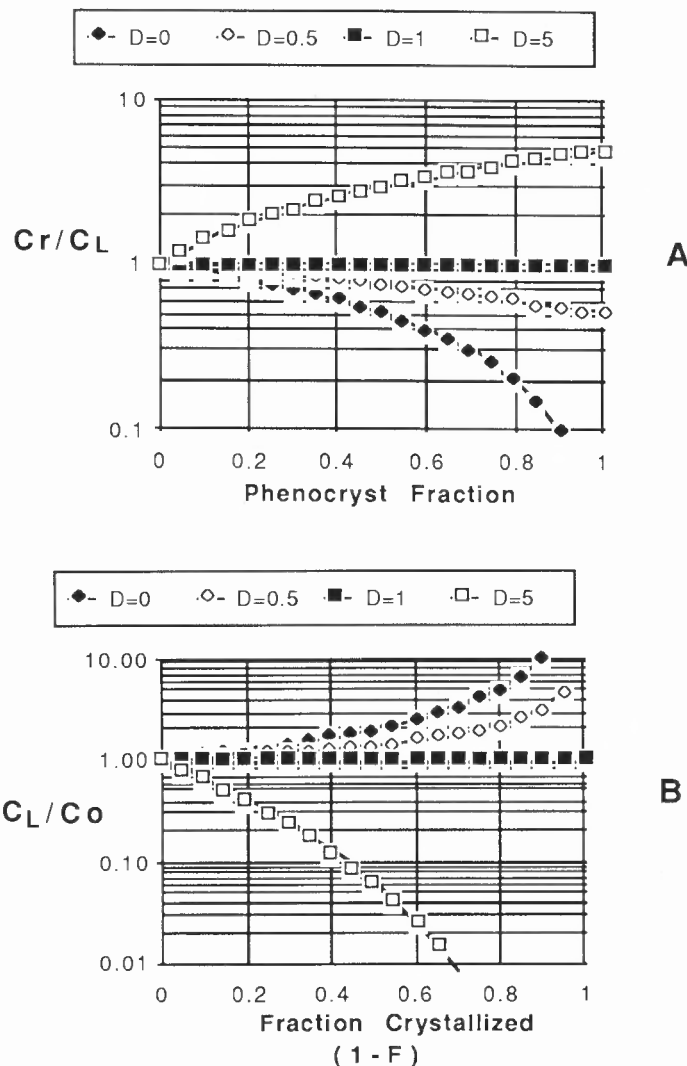 D=0 D=0.5 D=1 D=5
10
1
0.1
Cr/CL
A
0 0.2 0.4 0.6 0.8 1
Phenocryst Fraction
D=0 D=0.5 D=1 D=5
10.00
1.00
0.10
0.01
CL/Co
B
0 0.2 0.4 0.6 0.8 1
Fraction Crystallized
(1-F)